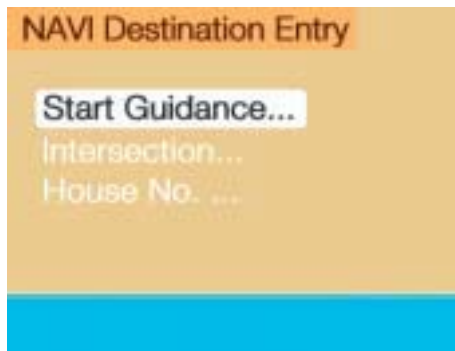 NAVI Destination Entry
Start Guidance...
Intersection...
House No. ...